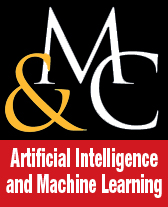 M
&C
Artificial Intelligence
and Machine Learning